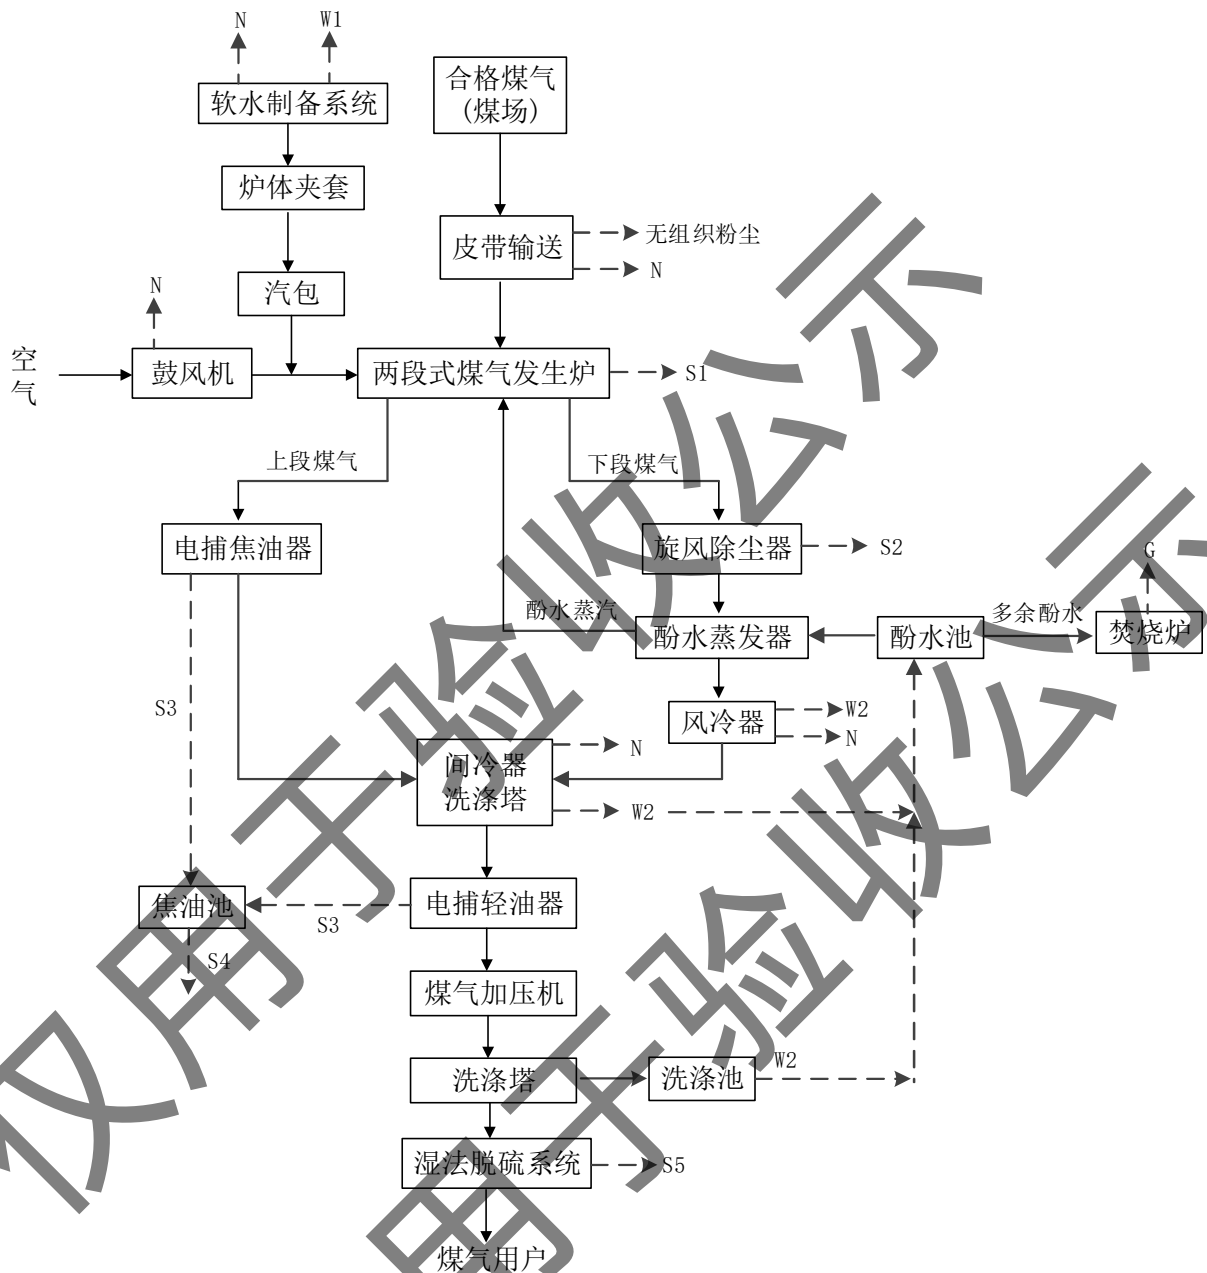 N
W1
软水制备系统
合格煤气
(煤场)
炉体夹套
皮带输送
无组织粉尘
N
汽包
N
空
气
鼓风机
两段式煤气发生炉
S1
上段煤气
下段煤气
电捕焦油器
旋风除尘器
S2
G
酚水蒸汽
酚水蒸发器
酚水池
多余酚水
焚烧炉
S3
风冷器
W2
N
间冷器
洗涤塔
N
W2
焦油池
S3
电捕轻油器
S4
煤气加压机
洗涤塔
洗涤池
W2
湿法脱硫系统
S5
煤气用户
仅用于验收公示
用于验收公示